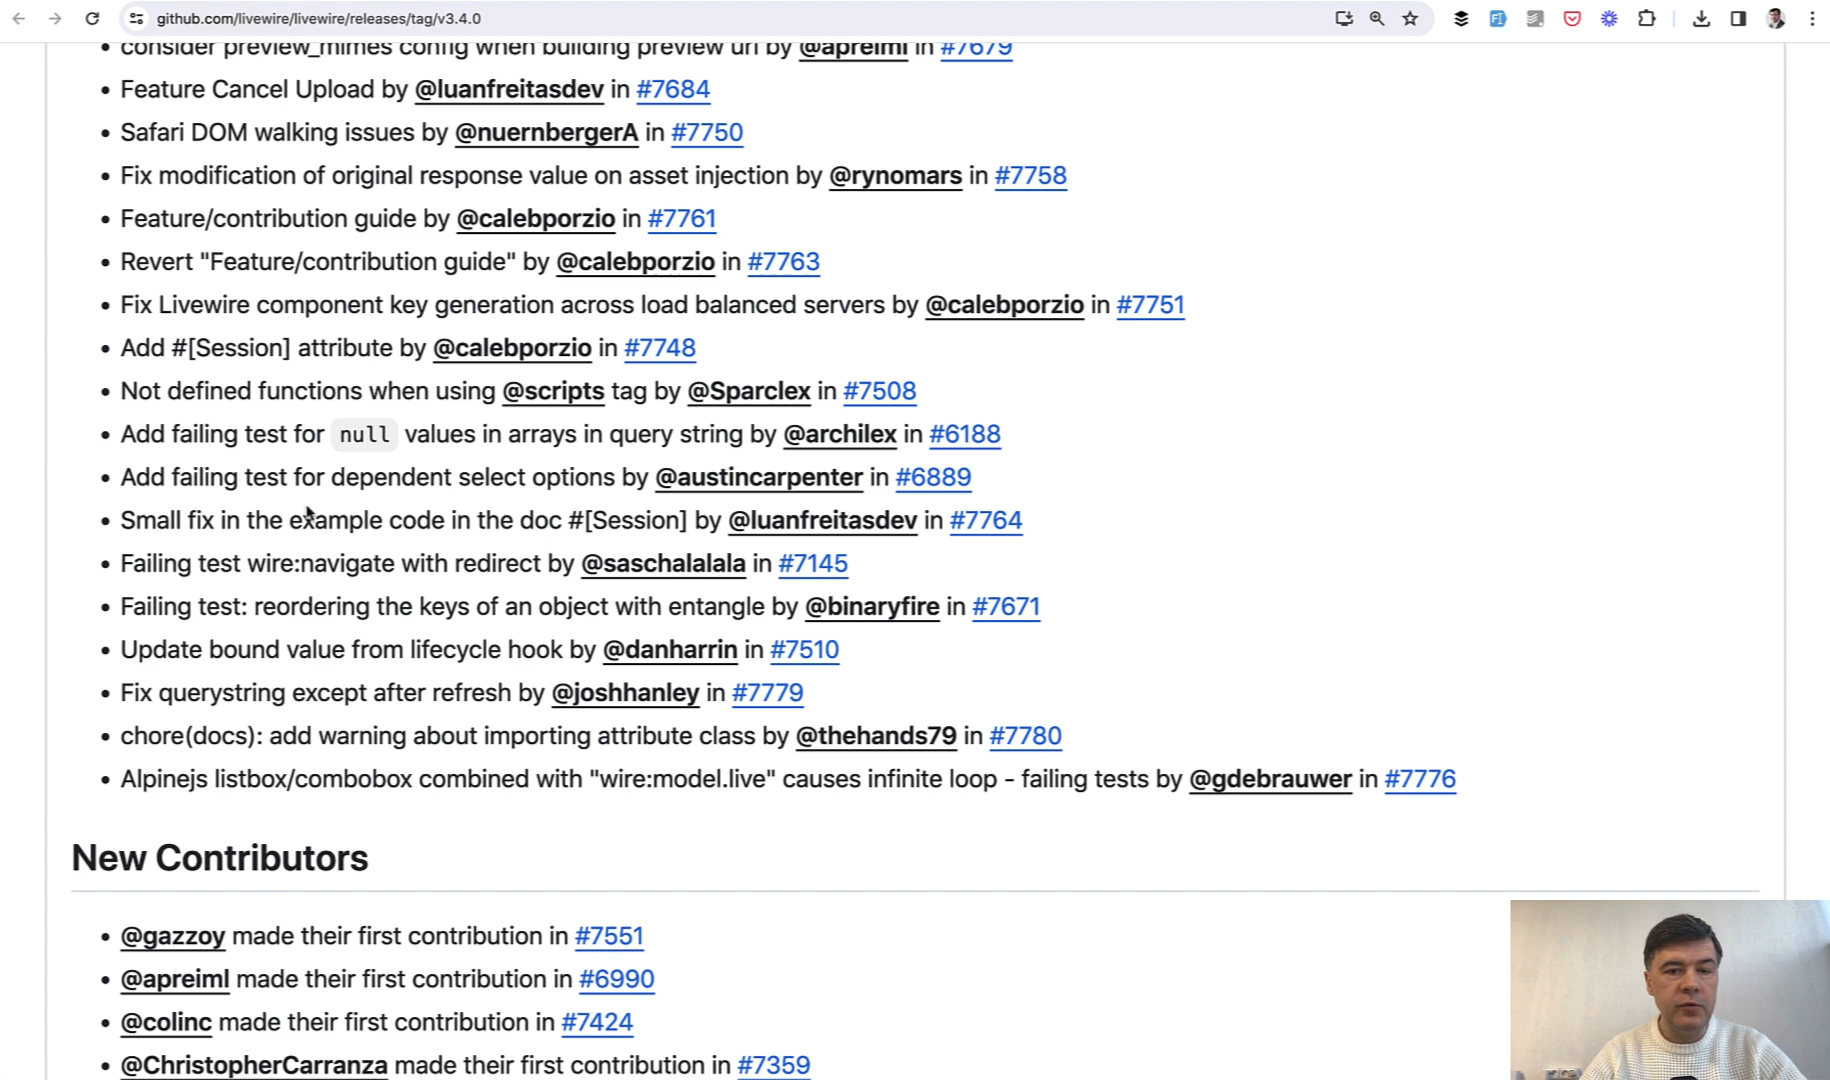 github.com/livewire/livewire/releases/tag/v3.4.0
• consider preview_mimes config when building preview url by @apreiml in #7679
• Feature Cancel Upload by @luanfreitasdev in #7684
• Safari DOM walking issues by @nuernbergerA in #7750
• Fix modification of original response value on asset injection by @rynomars in #7758
• Feature/contribution guide by @calebporzio in #7761
• Revert "Feature/contribution guide" by @calebporzio in #7763
• Fix Livewire component key generation across load balanced servers by @calebporzio in #7751
• Add #[Session] attribute by @calebporzio in #7748
• Not defined functions when using @scripts tag by @Sparclex in #7508
• Add failing test for null values in arrays in query string by @archilex in #6188
• Add failing test for dependent select options by @austincarpenter in #6889
• Small fix in the example code in the doc #[Session] by @luanfreitasdev in #7764
• Failing test wire:navigate with redirect by @saschalalala in #7145
• Failing test: reordering the keys of an object with entangle by @binaryfire in #7671
• Update bound value from lifecycle hook by @danharrin in #7510
• Fix querystring except after refresh by @joshhanley in #7779
• chore(docs): add warning about importing attribute class by @thehands79 in #7780
• Alpinejs listbox/combobox combined with "wire:model.live" causes infinite loop - failing tests by @gdebrauwer in #7776
New Contributors
• @gazzoy made their first contribution in #7551
• @apreiml made their first contribution in #6990
• @colinc made their first contribution in #7424
• @ChristopherCarranza made their first contribution in #7359